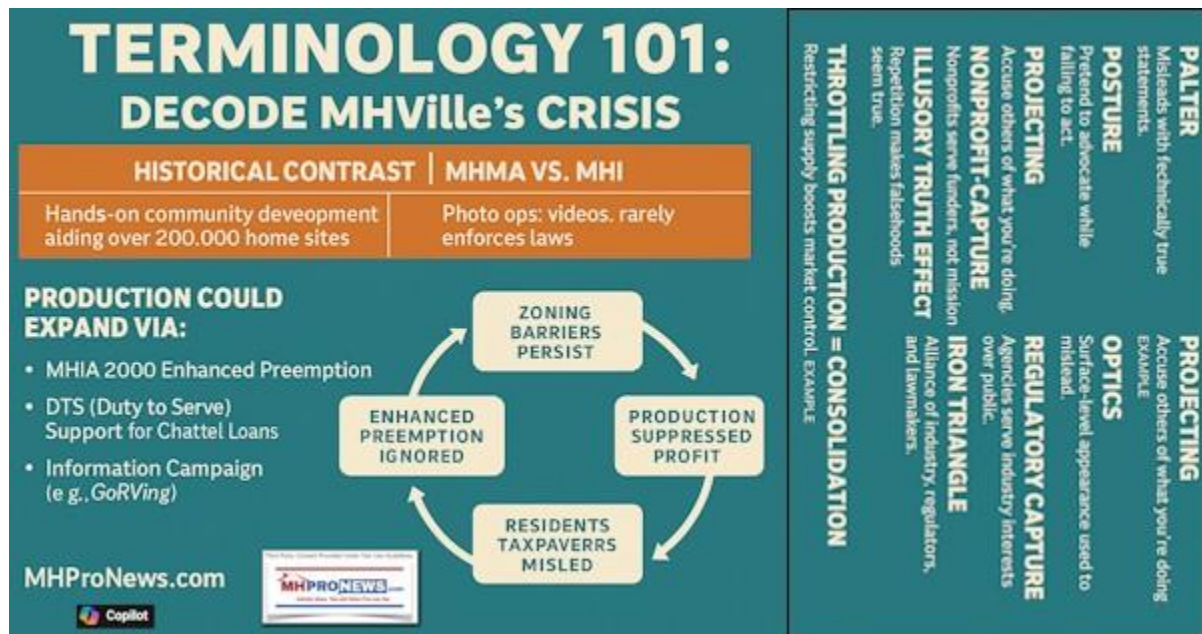 TERMINOLOGY 101:
DECODE MHVille's CRISIS
HISTORICAL CONTRAST | MHMA VS. MHI
Hands-on community deveopment
aiding over 200.000 home sites
Photo ops: videos. rarely
enforces laws
PRODUCTION COULD
EXPAND VIA:
• MHIA 2000 Enhanced Preemption
• DTS (Duty to Serve)
Support for Chattel Loans
• Information Campaign
(e g., GoRVing)
ZONING
BARRIERS
PERSIST
PRODUCTION
SUPPRESSED
PROFIT
RESIDENTS
TAXPAVERRS
MISLED
ENHANCED
PREEMPTION
IGNORED
MHProNews.com
Copilot
MHPRONEWS.com
PALTER
Misleads with fechnically true
statements.
POSTURE
Pretend to advocate while
failing to act.
PROJECTING
Accuse others of what you're doing.
NONPROFIT-CAPTURE
Nonprofits serve funders, not mission
ILLUSORY TRUTH EFFECT
Repetition makes falsehoods
seem true.
THROTTLING PRODUCTION = CONSOLIDATION
Restricting supply boosts market control. EXAMPLE
PROJECTING
Accuse others of what you're doing
EXAMPLE
OPTICS
Surface-level appearance used to
mislead.
REGULATORY CAPTURE
Agencies serve industry interests
over public.
IRON TRIANGLE
Alliance of industry, regulators,
and lawmakers.